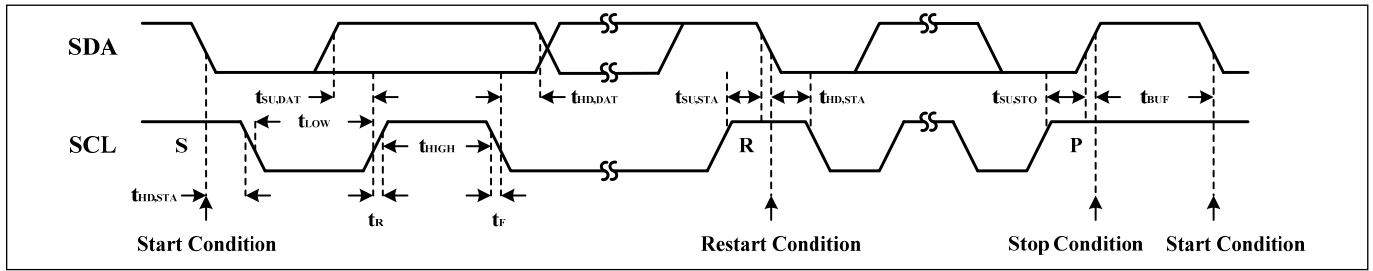 SDA
tSU,DAT
tHD,DAT
tSU,STA
tHD,STA
tSU,STO
tBUF
tLOW
SCL
S
tHIGH
R
P
tHD,STA
tR
tF
Start Condition
Restart Condition
Stop Condition
Start Condition